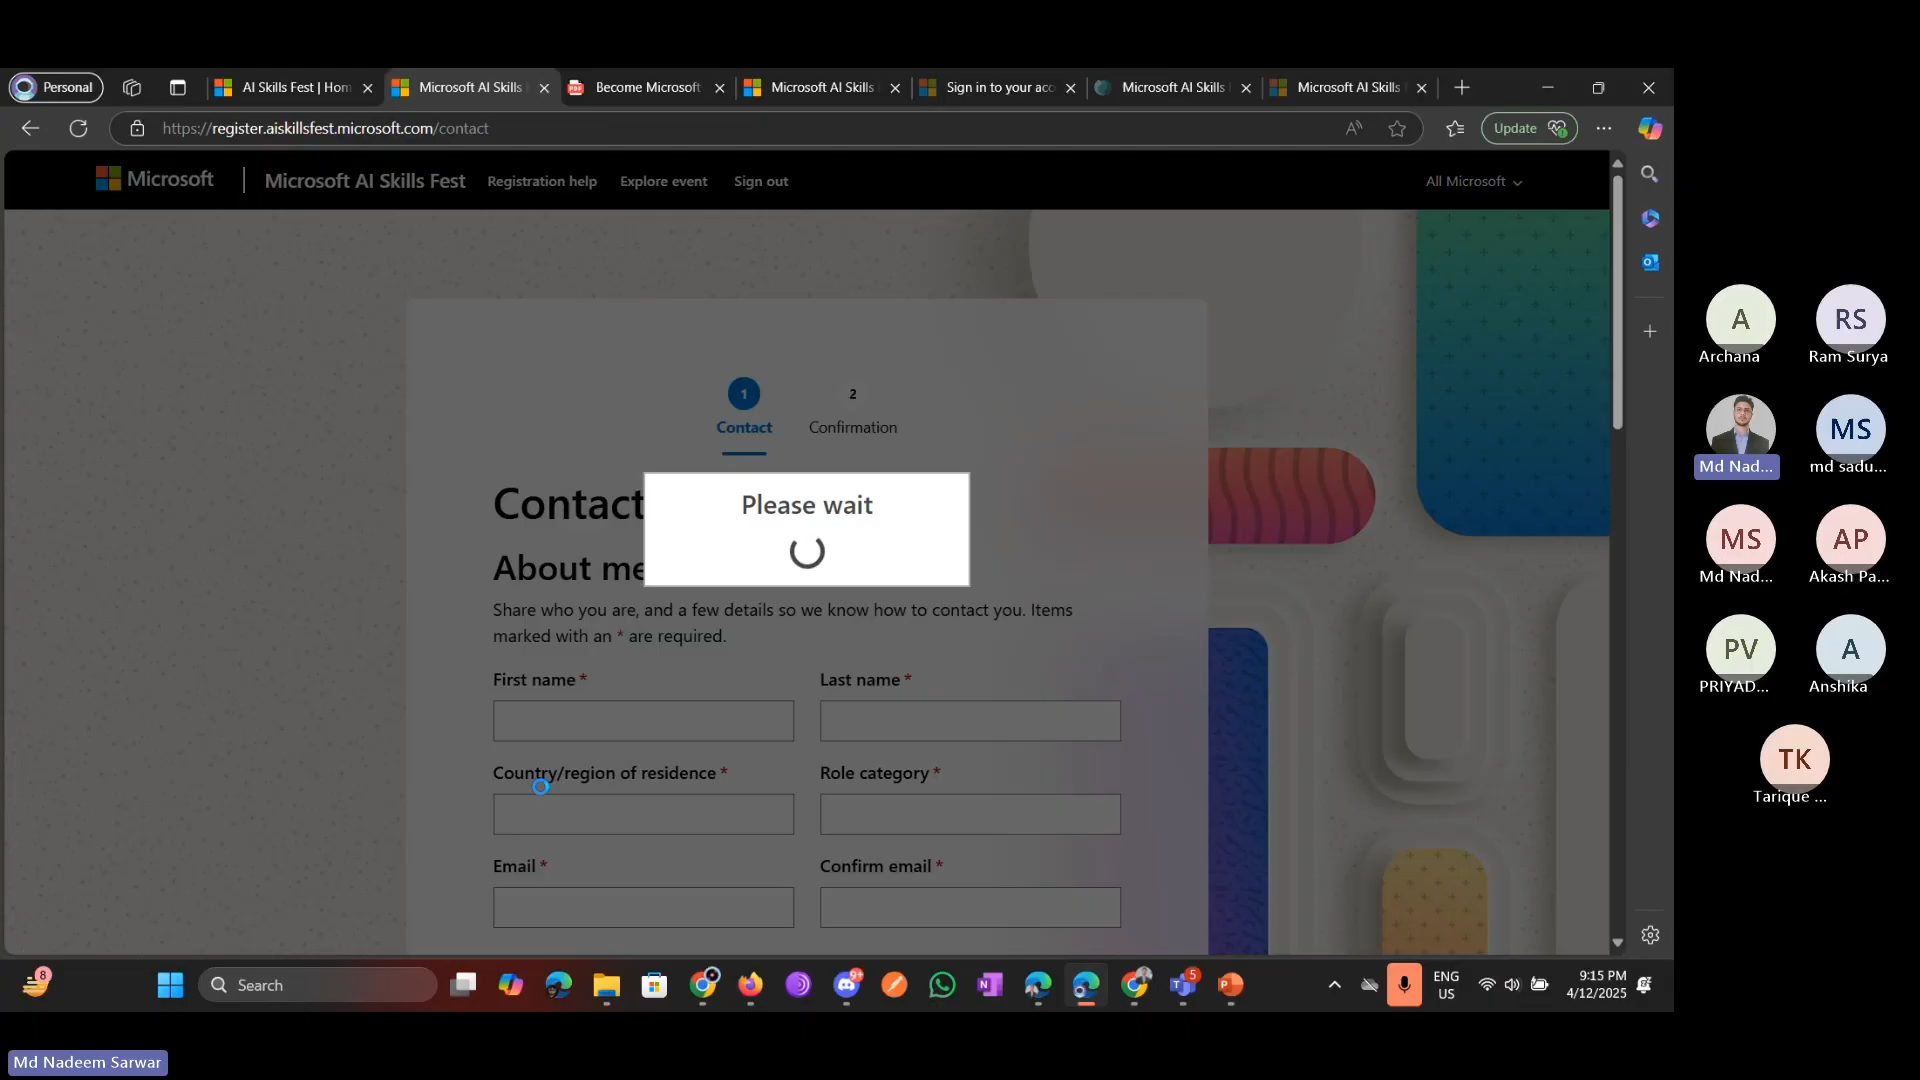 Personal
AI Skills Fest | Hom
Microsoft AI Skills
Become Microsoft
Microsoft AI Skills
Sign in to your acc
Microsoft AI Skills
Microsoft AI Skills
https://register.aiskillsfest.microsoft.com/contact
Update
Microsoft
Microsoft AI Skills Fest
Registration help
Explore event
Sign out
All Microsoft
1
2
Contact
Confirmation
Contact
Please wait
About me
Share who you are, and a few details so we know how to contact you. Items
marked with an * are required.
First name *
Last name *
Country/region of residence *
Role category *
Email *
Confirm email *
A
RS
Archana
Ram Surya
MS
Md Nad...
md sadu...
MS
AP
Md Nad...
Akash Pa...
PV
A
PRIYAD...
Anshika
TK
Tarique ...
8
Search
9+
5
ENG
US
9:15 PM
4/12/2025
Md Nadeem Sarwar